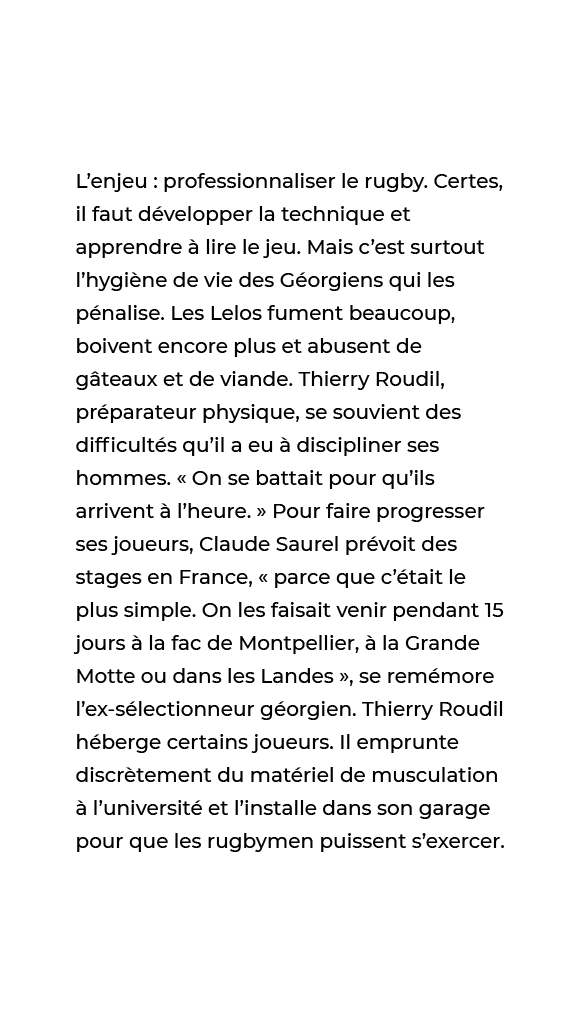 L’enjeu : professionnaliser le rugby. Certes,
il faut développer la technique et
apprendre à lire le jeu. Mais c’est surtout
l’hygiène de vie des Géorgiens qui les
pénalise. Les Lelos fument beaucoup,
boivent encore plus et abusent de
gâteaux et de viande. Thierry Roudil,
préparateur physique, se souvient des
difficultés qu’il a eu à discipliner ses
hommes. « On se battait pour qu’ils
arrivent à l’heure. » Pour faire progresser
ses joueurs, Claude Saurel prévoit des
stages en France, « parce que c’était le
plus simple. On les faisait venir pendant 15
jours à la fac de Montpellier, à la Grande
Motte ou dans les Landes », se remémore
l’ex-sélectionneur géorgien. Thierry Roudil
héberge certains joueurs. Il emprunte
discrètement du matériel de musculation
à l’université et l’installe dans son garage
pour que les rugbymen puissent s’exercer.